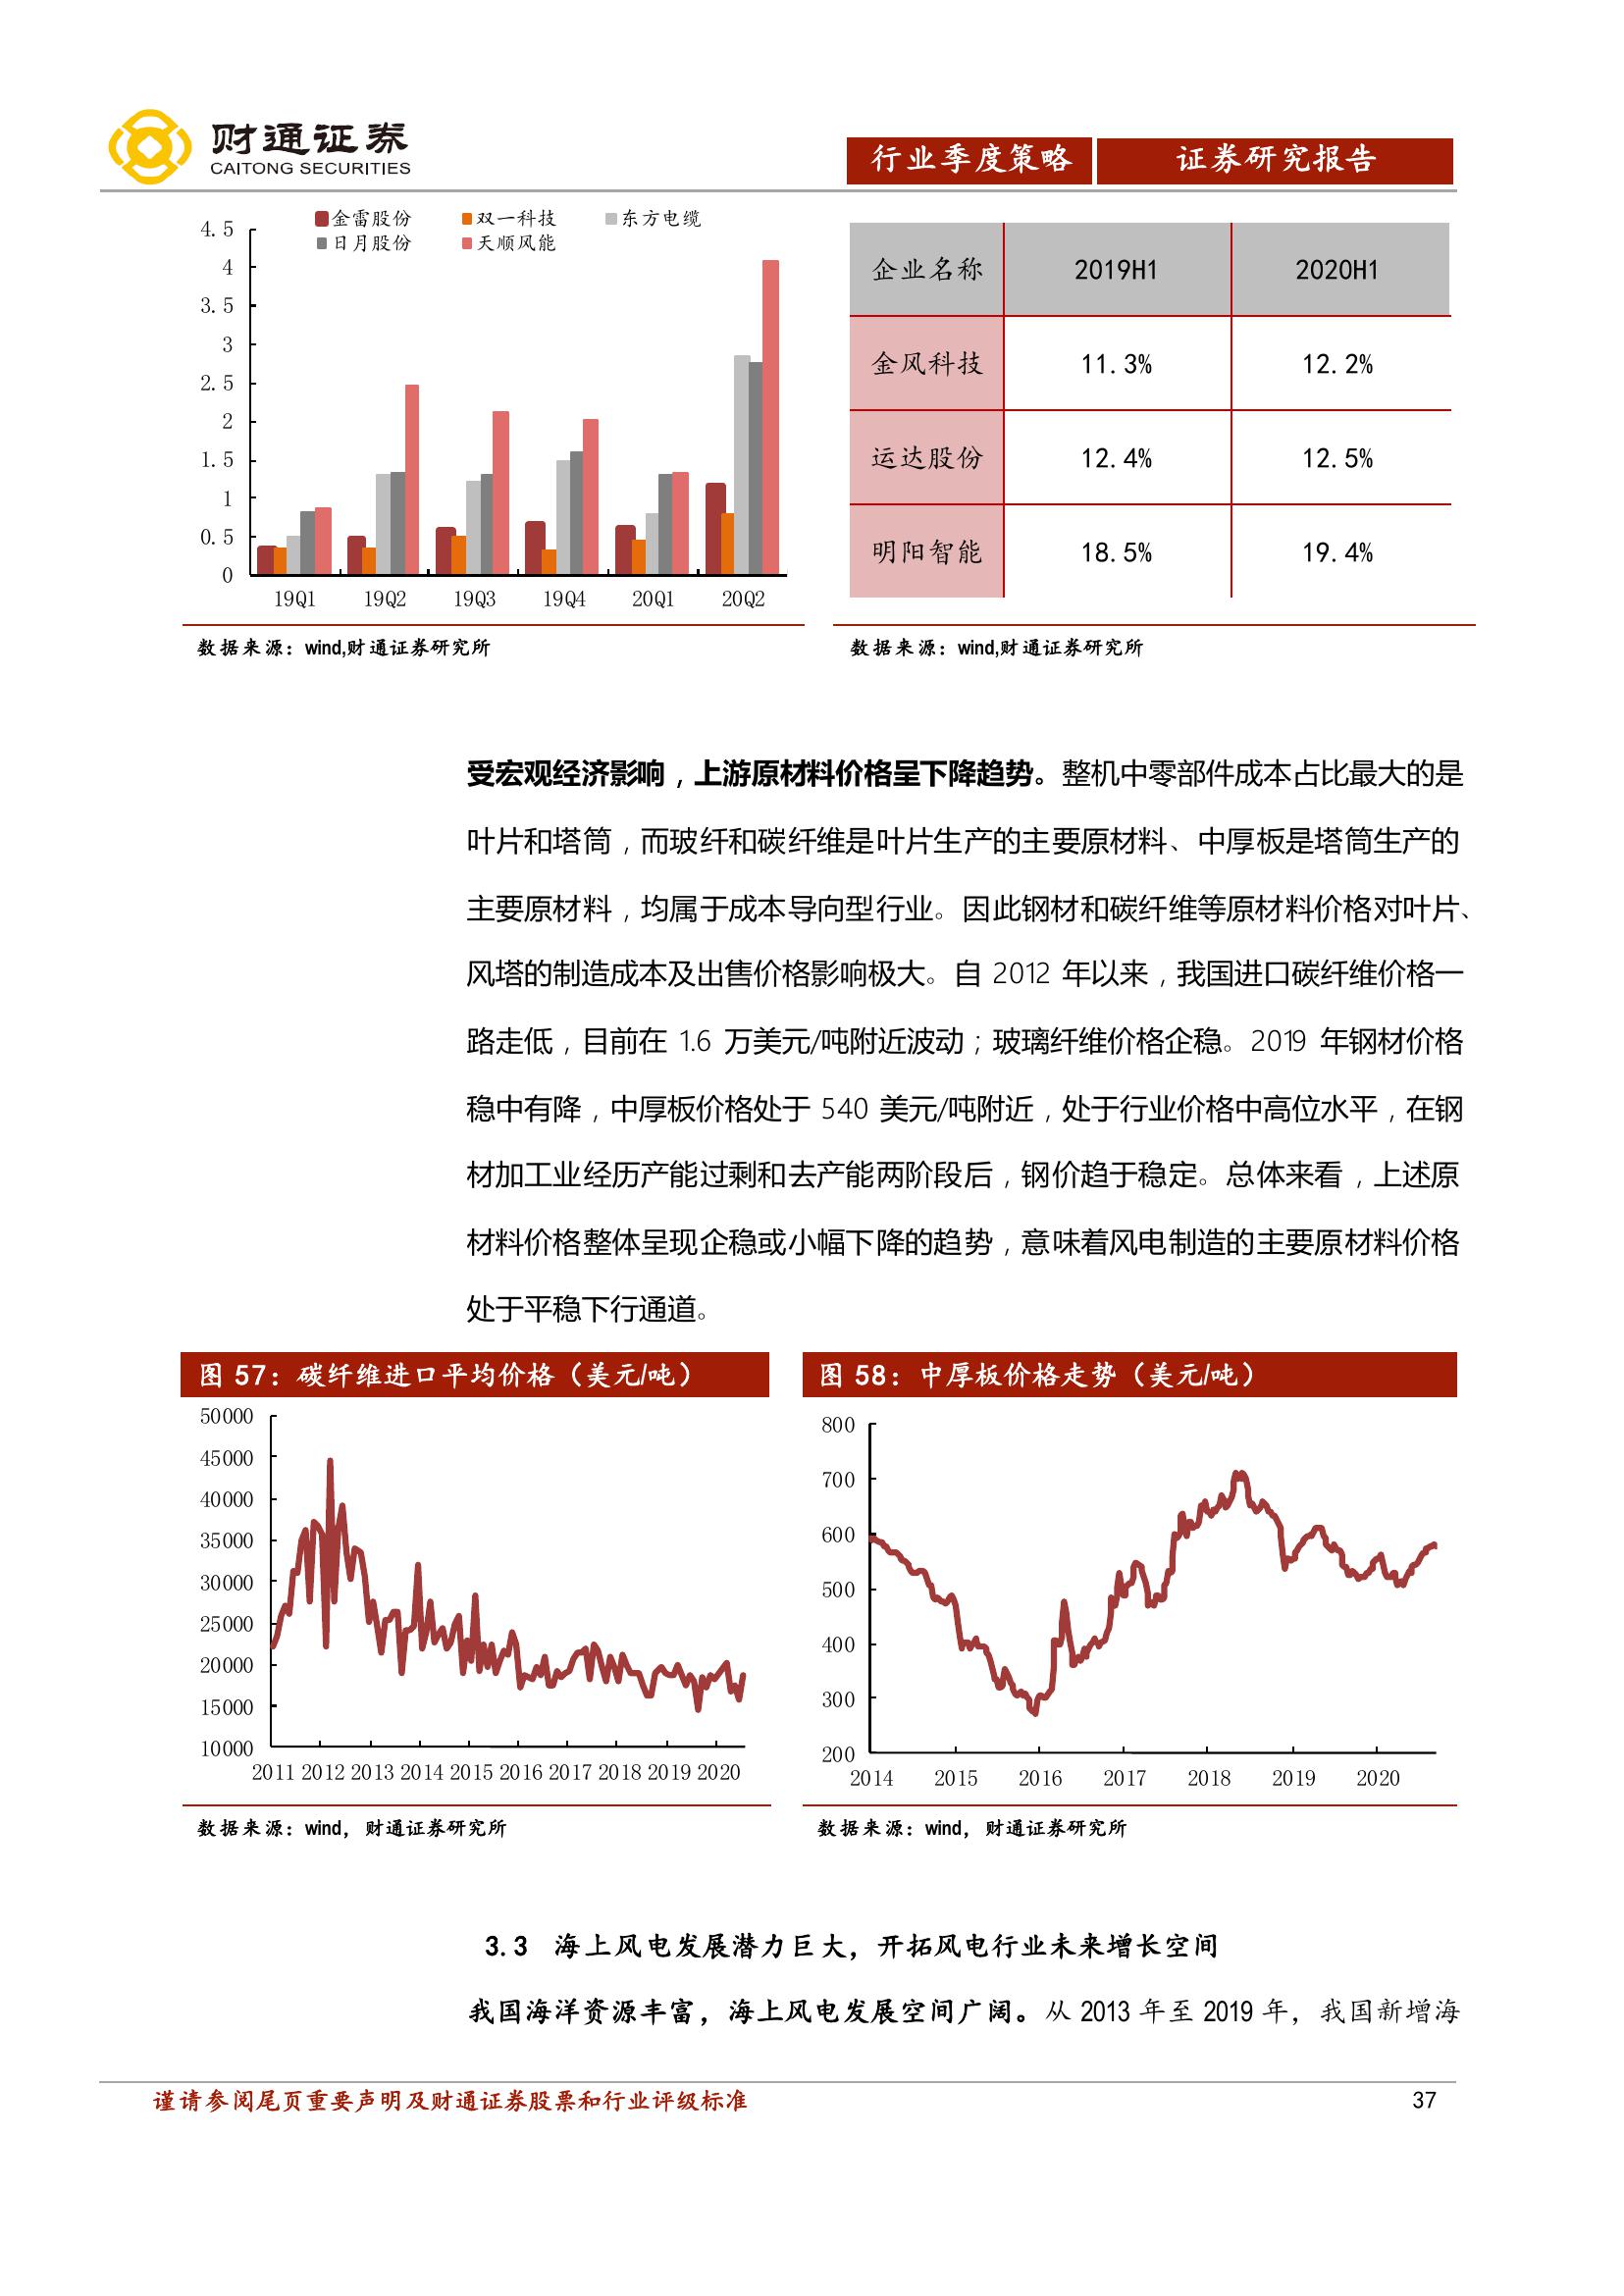 财通证券
CAITONG SECURITIES
行业季度策略 证券研究报告
金雷股份 双一科技 东方电缆
日月股份 天顺风能
4.5
4
3.5
3
2.5
2
1.5
1
0.5
0
19Q1 19Q2 19Q3 19Q4 20Q1 20Q2
数据来源：wind,财通证券研究所
企业名称 2019H1 2020H1
金风科技 11.3% 12.2%
运达股份 12.4% 12.5%
明阳智能 18.5% 19.4%
数据来源：wind,财通证券研究所
受宏观经济影响，上游原材料价格呈下降趋势。整机中零部件成本占比最大的是
叶片和塔筒，而玻纤和碳纤维是叶片生产的主要原材料、中厚板是塔筒生产的
主要原材料，均属于成本导向型行业。因此钢材和碳纤维等原材料价格对叶片、
风塔的制造成本及出售价格影响极大。自 2012 年以来，我国进口碳纤维价格一
路走低，目前在 1.6 万美元/吨附近波动；玻璃纤维价格企稳。2019 年钢材价格
稳中有降，中厚板价格处于 540 美元/吨附近，处于行业价格中高位水平，在钢
材加工业经历产能过剩和去产能两阶段后，钢价趋于稳定。总体来看，上述原
材料价格整体呈现企稳或小幅下降的趋势，意味着风电制造的主要原材料价格
处于平稳下行通道。
图 57：碳纤维进口平均价格（美元/吨）
50000
45000
40000
35000
30000
25000
20000
15000
10000
2011 2012 2013 2014 2015 2016 2017 2018 2019 2020
数据来源：wind，财通证券研究所
图 58：中厚板价格走势（美元/吨）
800
700
600
500
400
300
200
2014 2015 2016 2017 2018 2019 2020
数据来源：wind，财通证券研究所
3.3 海上风电发展潜力巨大，开拓风电行业未来增长空间
我国海洋资源丰富，海上风电发展空间广阔。从 2013 年至 2019 年，我国新增海
谨请参阅尾页重要声明及财通证券股票和行业评级标准 37